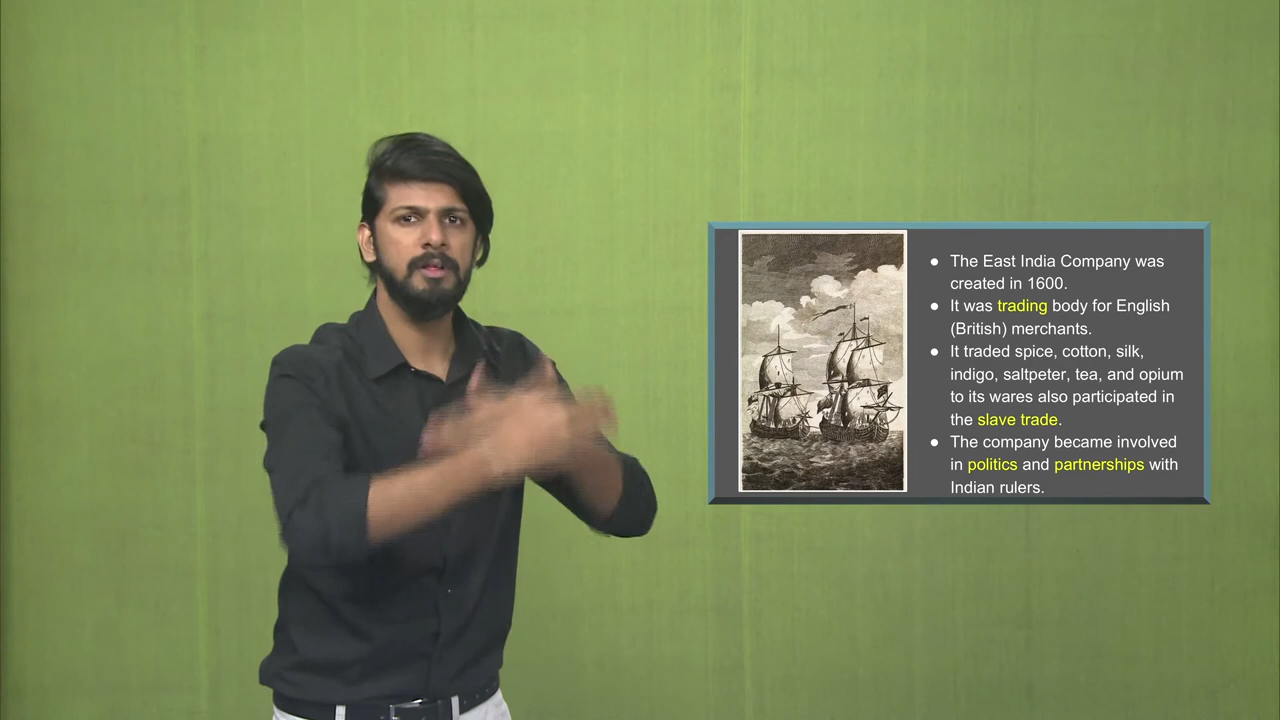 ● The East India Company was
created in 1600.
● It was trading body for English
(British) merchants.
● It traded spice, cotton, silk,
indigo, saltpeter, tea, and opium
to its wares also participated in
the slave trade.
● The company became involved
in politics and partnerships with
Indian rulers.